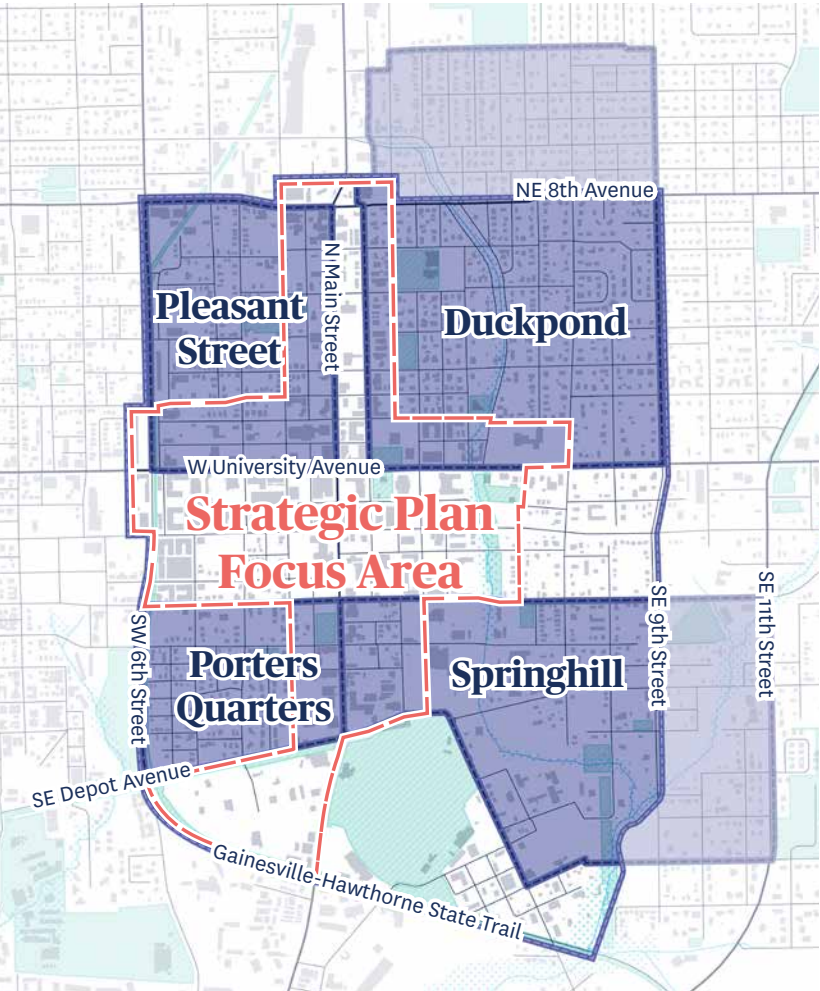 NE 8th Avenue
N Main Street
Pleasant
Street
Duckpond
W University Avenue
Strategic Plan
Focus Area
SW 6th Street
Porters
Quarters
Springhill
SE 9th Street
SE 11th Street
SE Depot Avenue
Gainesville-Hawthorne State Trail